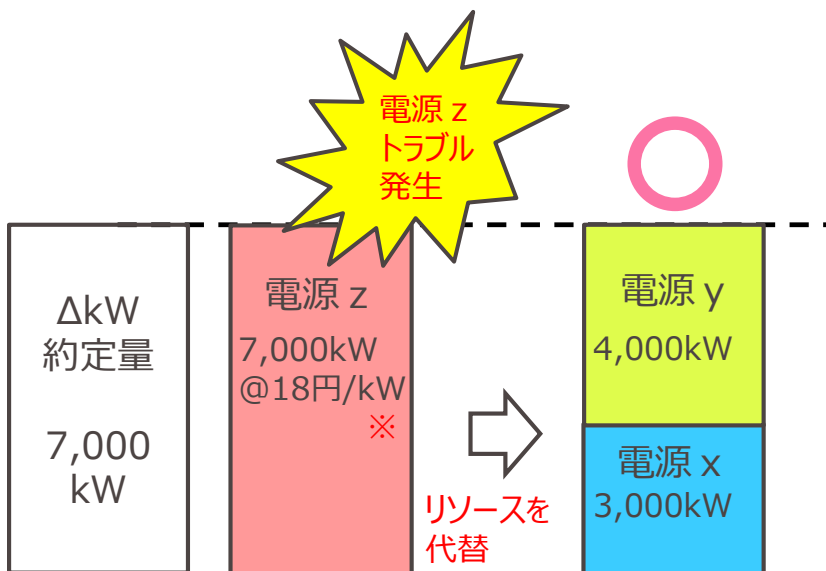 電源 z
トラブル
発生
ΔkW
約定量
7,000
kW
電源 z
7,000kW
@18円/kW
※
リソースを
代替
電源 y
4,000kW
電源 x
3,000kW